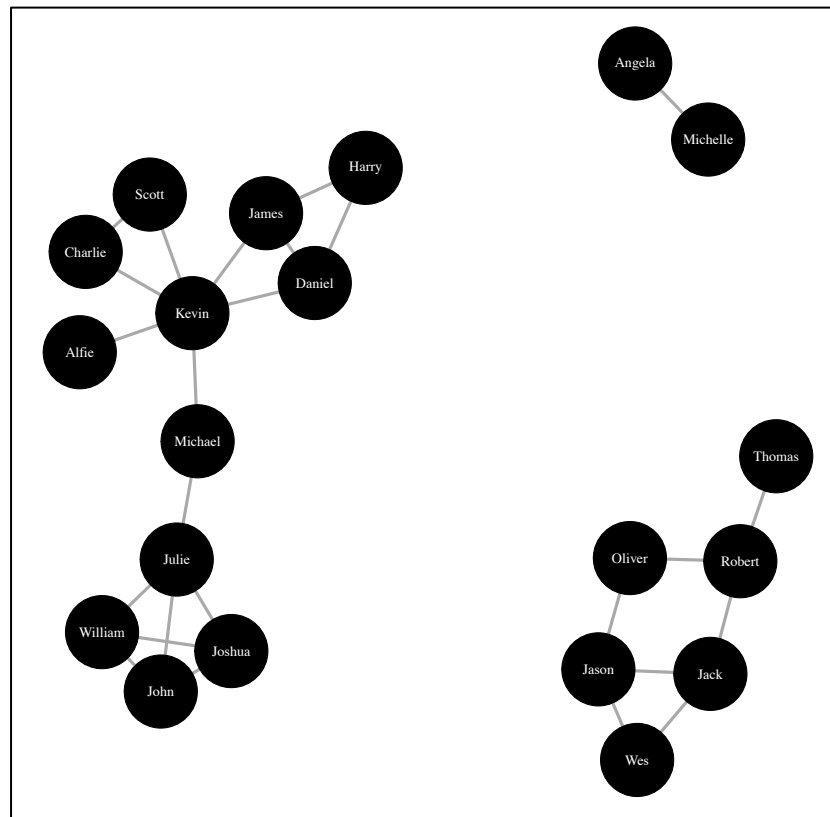 Angela
Michelle
Harry
Scott
James
Charlie
Daniel
Kevin
Alfie
Michael
Thomas
Oliver
Robert
Julie
William
Joshua
Jason
Jack
John
Wes